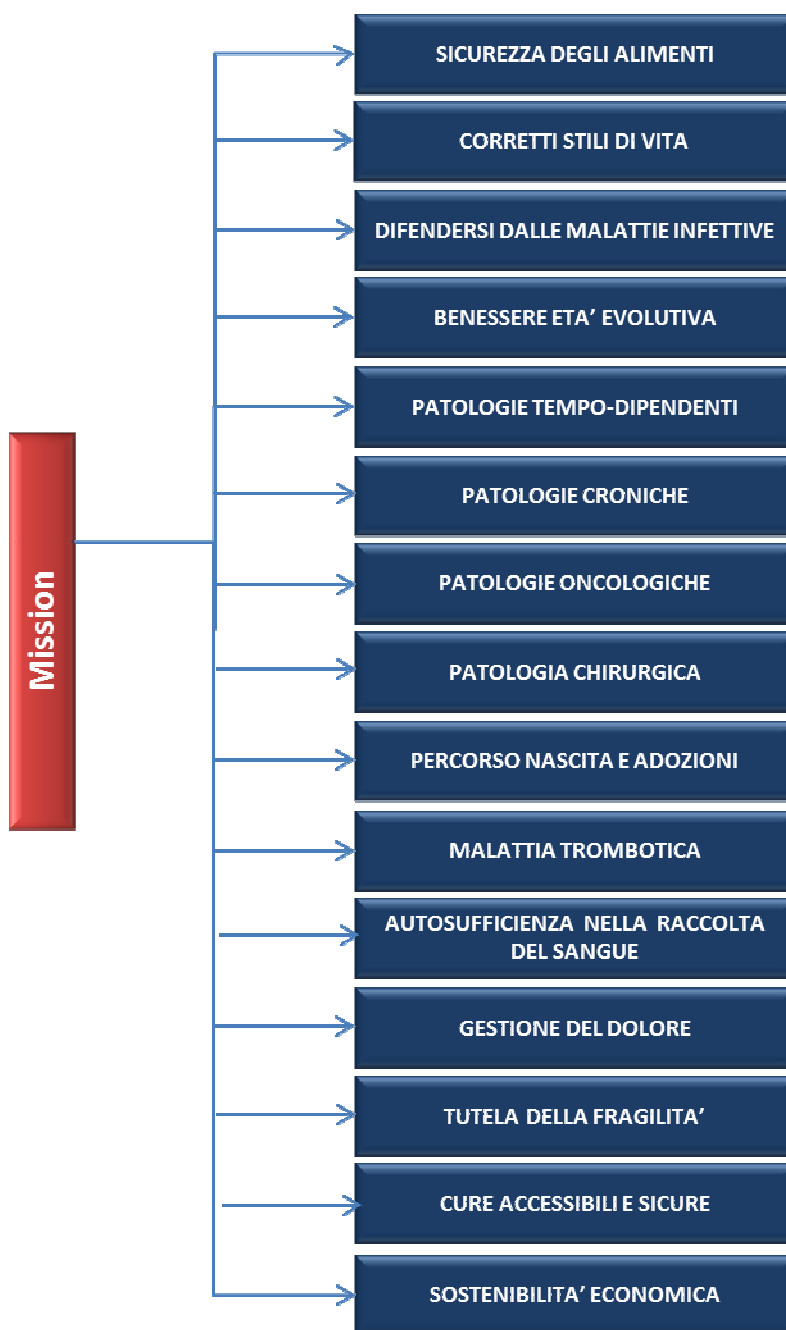 Mission
SICUREZZA DEGLI ALIMENTI
CORRETTI STILI DI VITA
DIFENDERSI DALLE MALATTIE INFETTIVE
BENESSERE ETA’ EVOLUTIVA
PATOLOGIE TEMPO-DIPENDENTI
PATOLOGIE CRONICHE
PATOLOGIE ONCOLOGICHE
PATOLOGIA CHIRURGICA
PERCORSO NASCITA E ADOZIONI
MALATTIA TROMBOTICA
AUTOSUFFICIENZA NELLA RACCOLTA
DEL SANGUE
GESTIONE DEL DOLORE
TUTELA DELLA FRAGILITA’
CURE ACCESSIBILI E SICURE
SOSTENIBILITA’ ECONOMICA